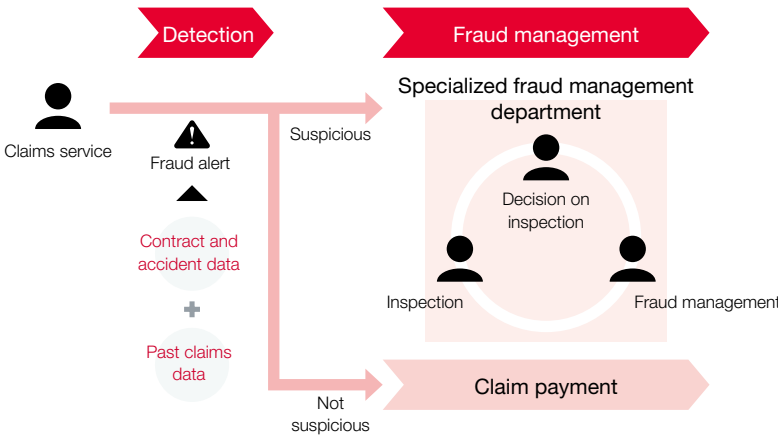 Detection
Fraud management
Specialized fraud management
department
Claims service
Suspicious
Fraud alert
Decision on
inspection
Contract and
accident data
Inspection
Fraud management
Past claims
data
Claim payment
Not
suspicious